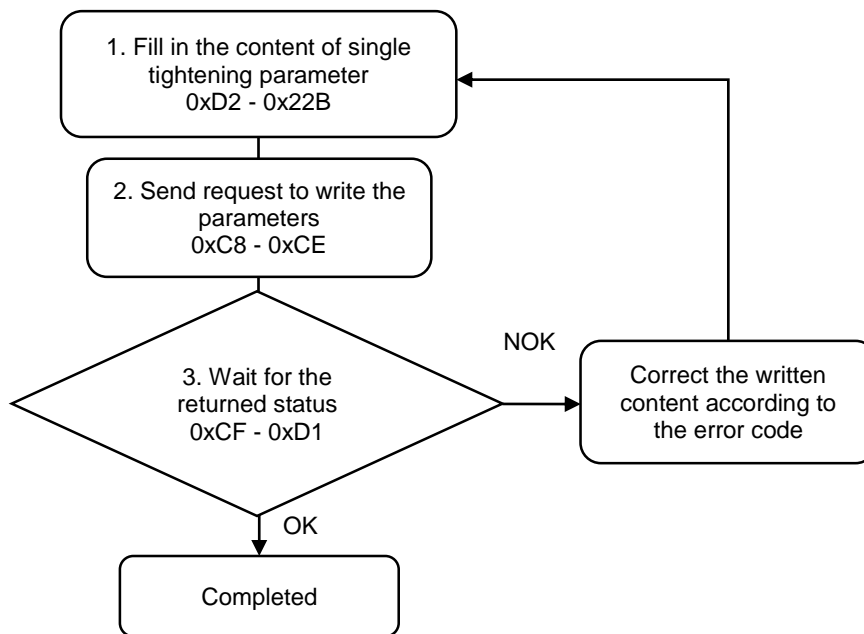 1. Fill in the content of single
tightening parameter
0xD2 - 0x22B
2. Send request to write the
parameters
0xC8 - 0xCE
3. Wait for the
returned status
0xCF - 0xD1
NOK
Correct the written
content according to
the error code
OK
Completed